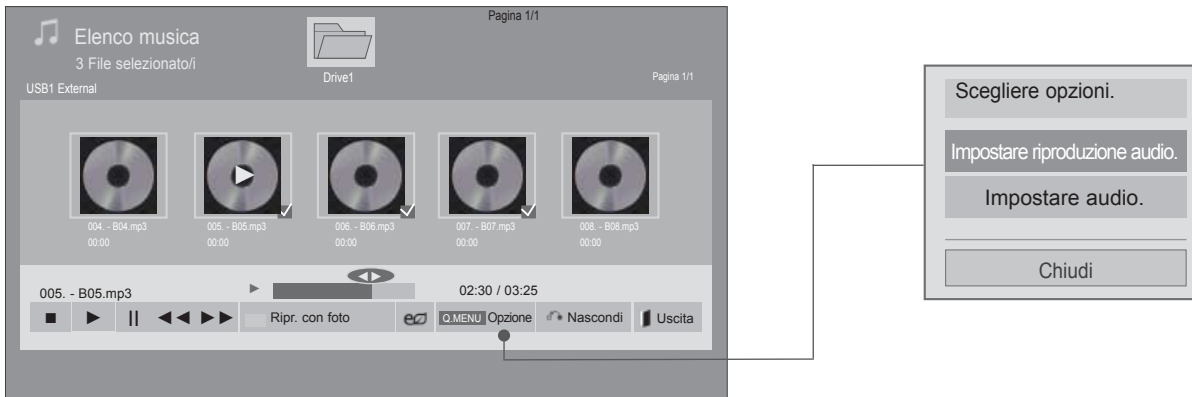 Pagina 1/1
Elenco musica
3 File selezionato/i
Drive1
USB1 External
Pagina 1/1
004. - B04.mp3
00:00
005. - B05.mp3
00:00
006. - B06.mp3
00:00
007. - B07.mp3
00:00
008. - B08.mp3
00:00
005. - B05.mp3
02:30 / 03:25
Ripr. con foto
Q.MENU Opzione
Nascondi
Uscita
Scegliere opzioni.
Impostare riproduzione audio.
Impostare audio.
Chiudi